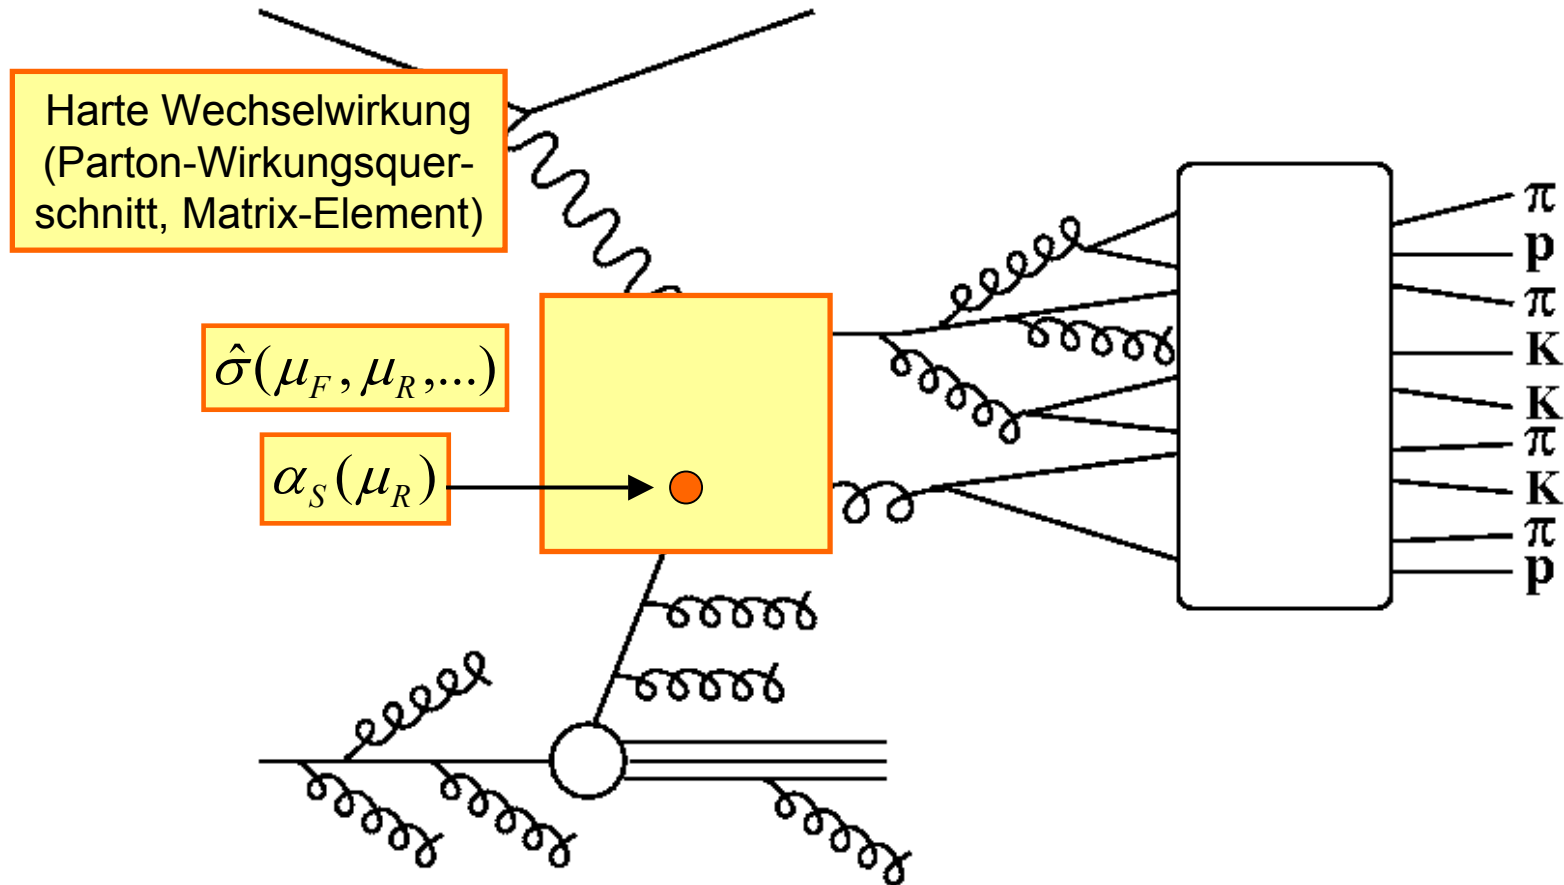 Harte Wechselwirkung
(Parton-Wirkungsquer-
schnitt, Matrix-Element)
σ̂(μ_F, μ_R,...)
α_S(μ_R)
π
p
π
K
K
π
K
π
p